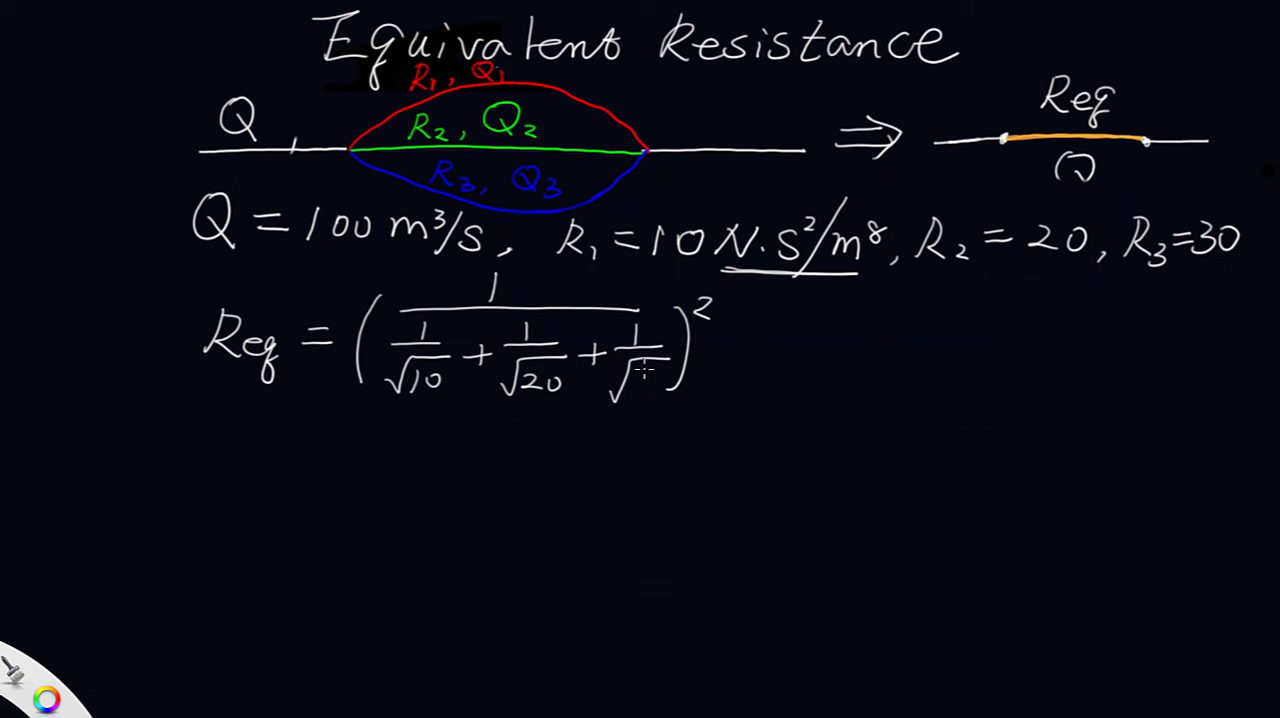 Equivalent Resistance
R₁, Q₁
Q
R₂, Q₂
R₃, Q₃
⇒
Req
Q
Q = 100 m³/s, R₁ = 10 N·S²/m⁸, R₂ = 20, R₃=30
Req = (1/(1/√10 + 1/√20 + 1/√))²